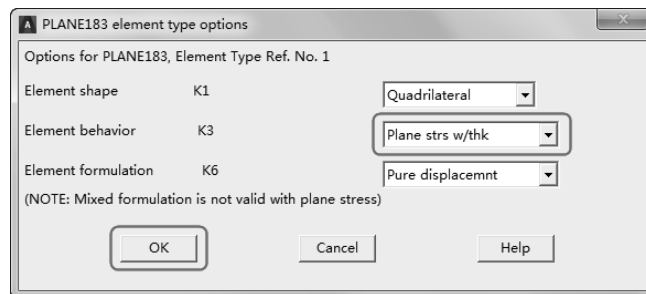 PLANE183 element type options
Options for PLANE183, Element Type Ref. No. 1
Element shape K1 Quadrilateral
Element behavior K3 Plane strs w/thk
Element formulation K6 Pure displacemnt
(NOTE: Mixed formulation is not valid with plane stress)
OK Cancel Help